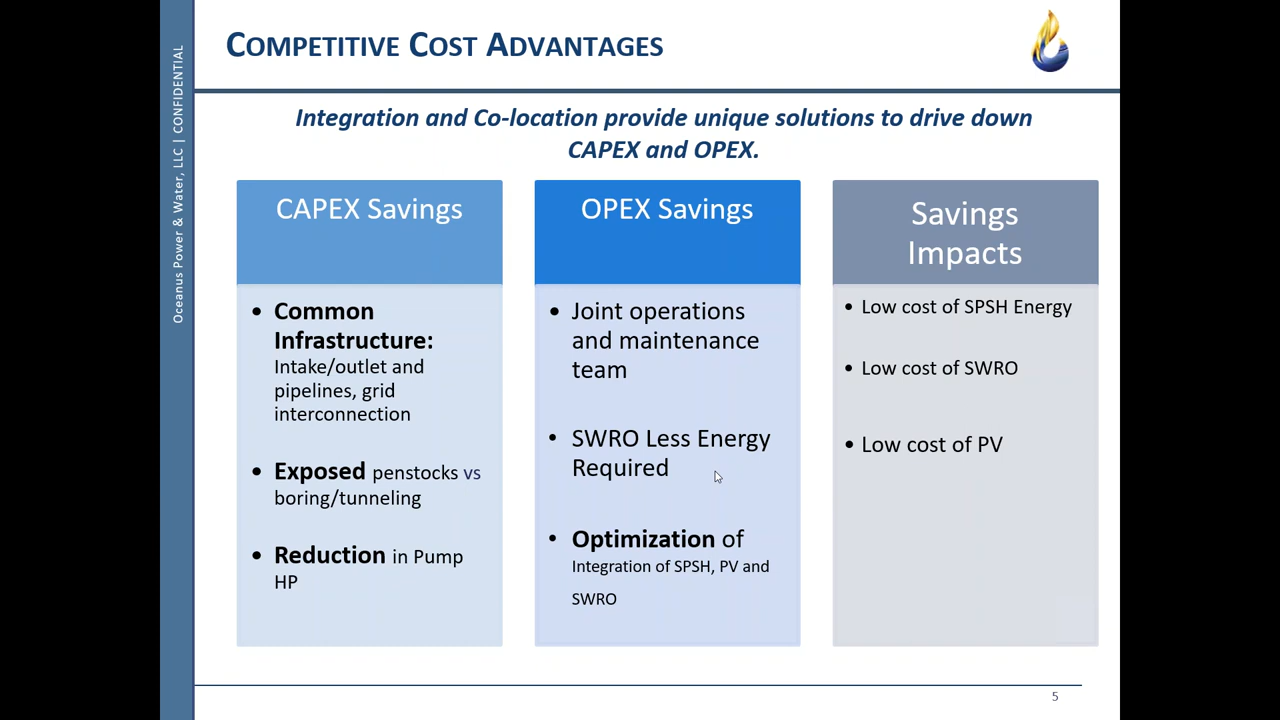 COMPETITIVE COST ADVANTAGES
Oceanus Power & Water, LLC | CONFIDENTIAL
Integration and Co-location provide unique solutions to drive down
CAPEX and OPEX.
CAPEX Savings
• Common
Infrastructure:
Intake/outlet and
pipelines, grid
interconnection
• Exposed penstocks vs
boring/tunneling
• Reduction in Pump
HP
OPEX Savings
• Joint operations
and maintenance
team
• SWRO Less Energy
Required
• Optimization of
Integration of SPSH, PV and
SWRO
Savings
Impacts
• Low cost of SPSH Energy
• Low cost of SWRO
• Low cost of PV
5